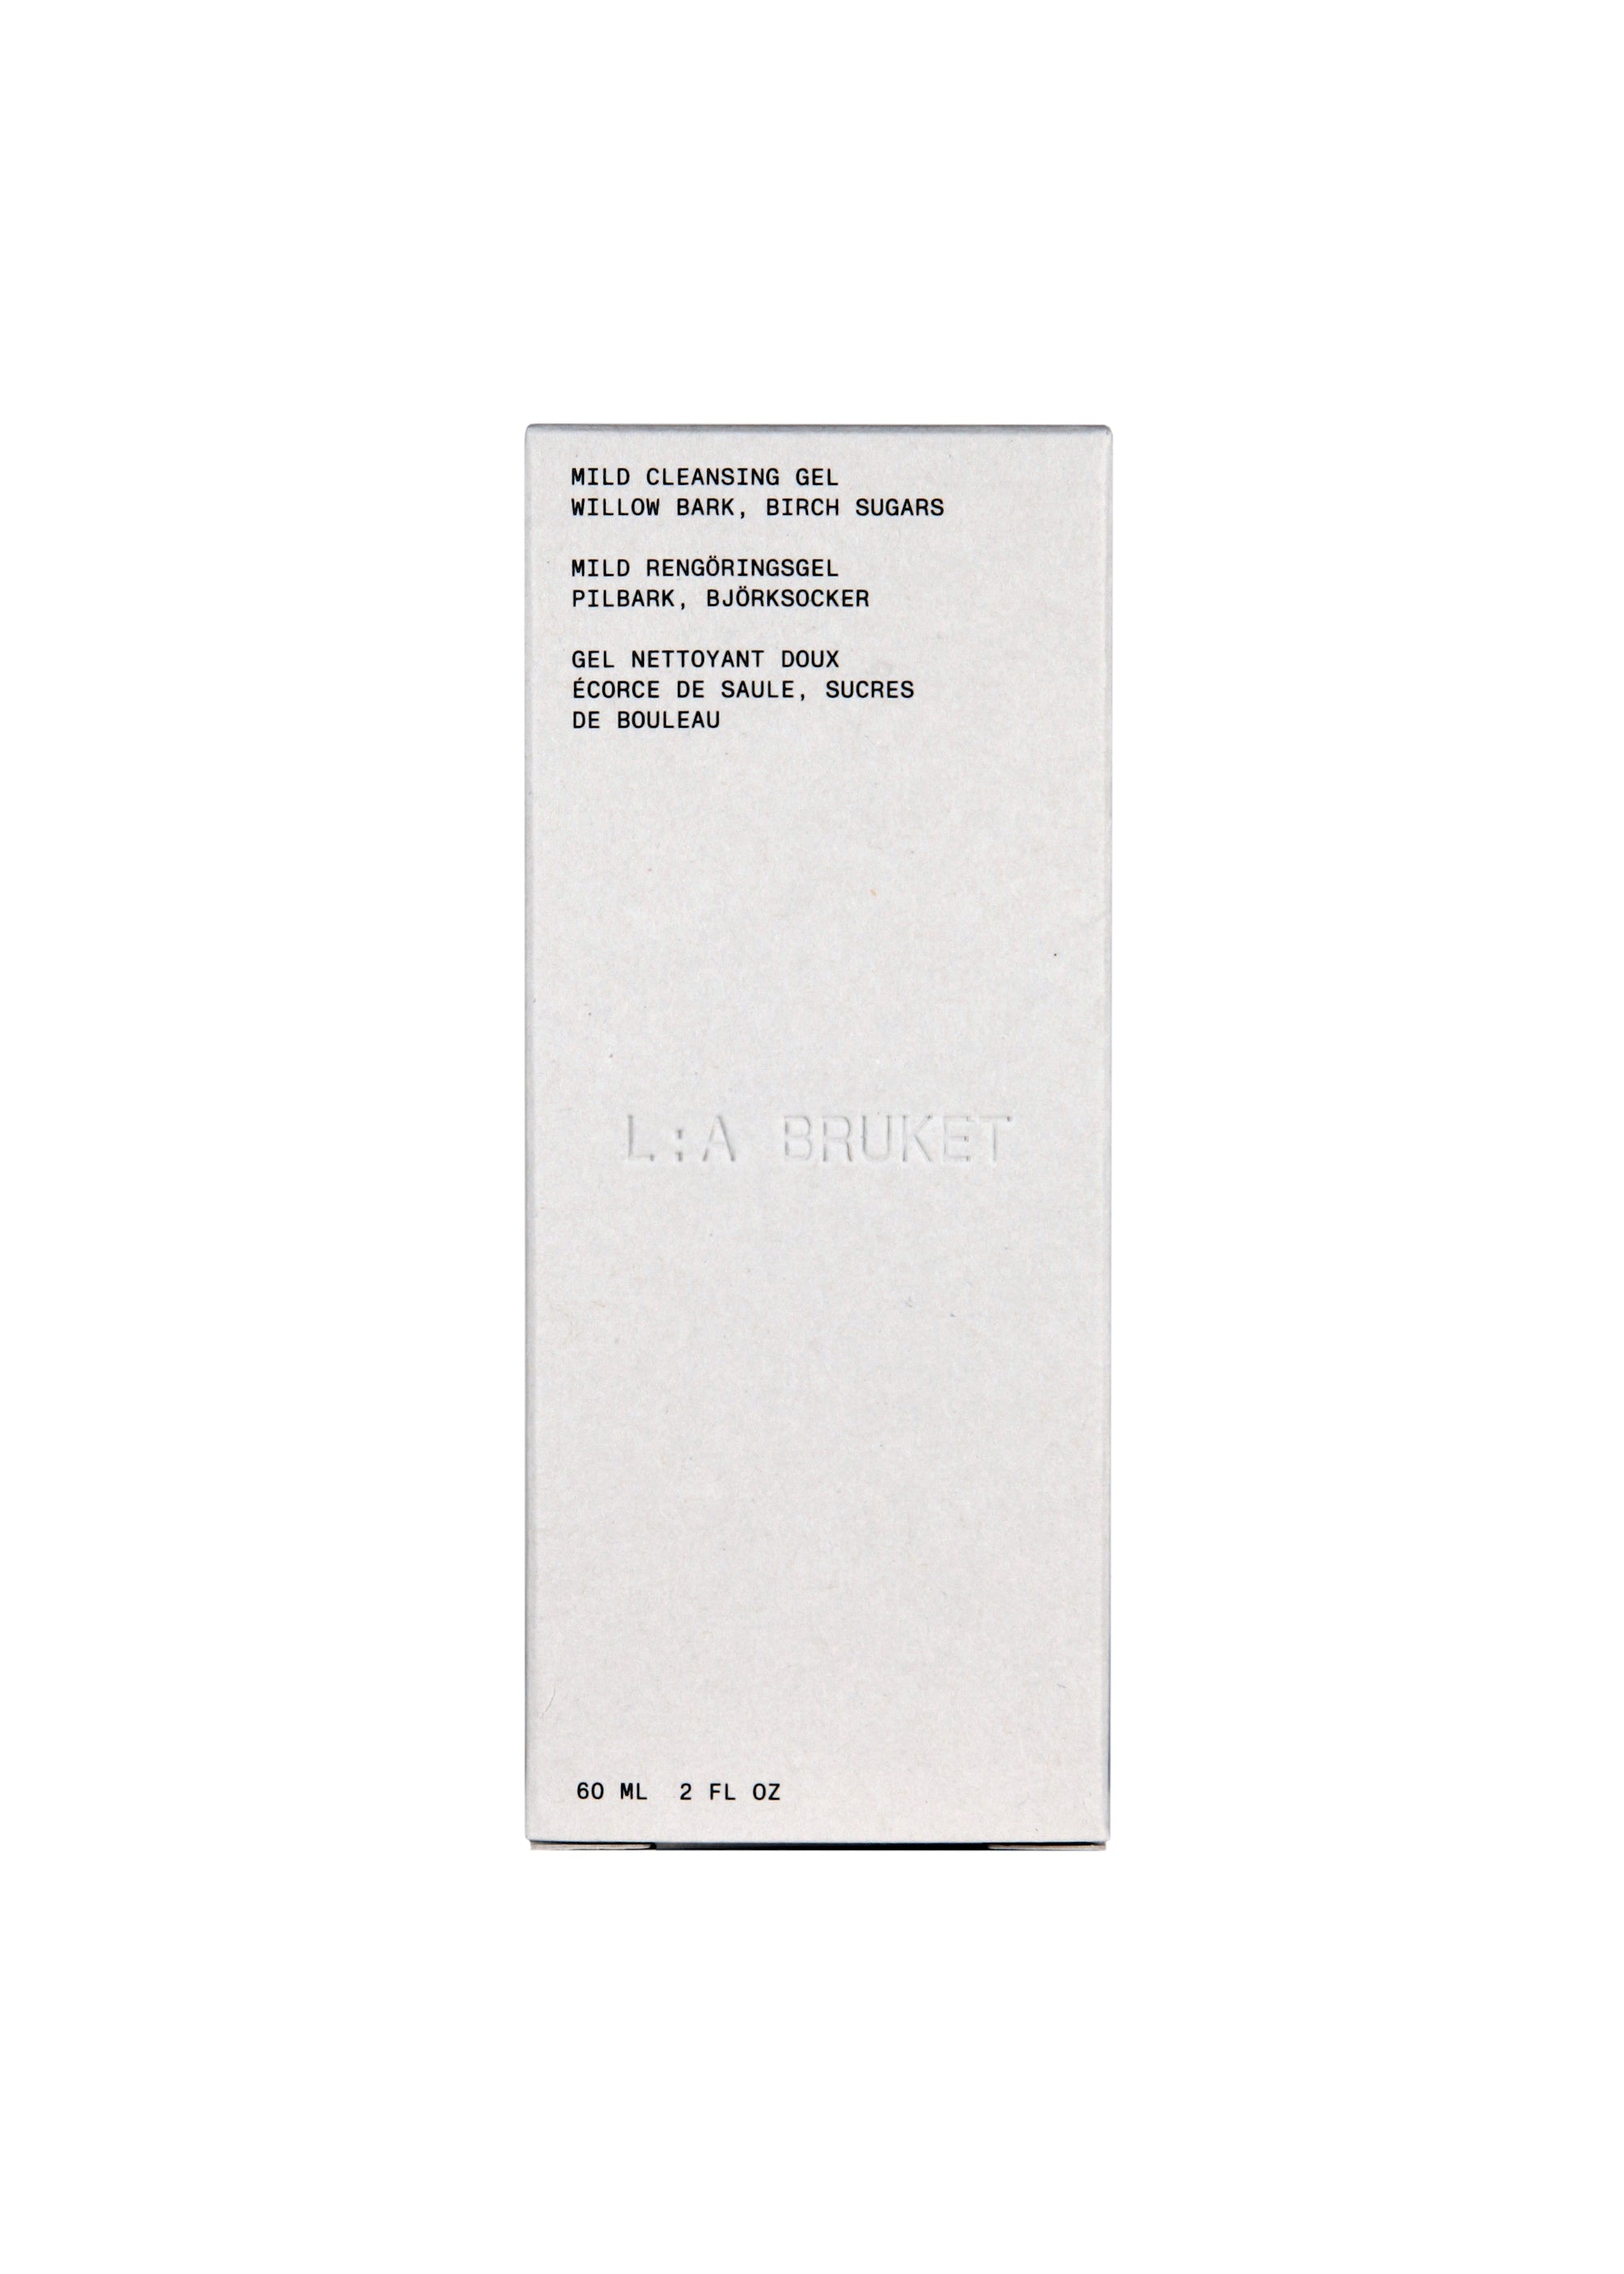 MILD CLEANSING GEL
WILLOW BARK, BIRCH SUGARS
MILD RENGÖRINGSGEL
PILBARK, BJÖRKSOCKER
GEL NETTOYANT DOUX
ÉCORCE DE SAULE, SUCRES
DE BOULEAU
L:A BRUKET
60 ML  2 FL OZ